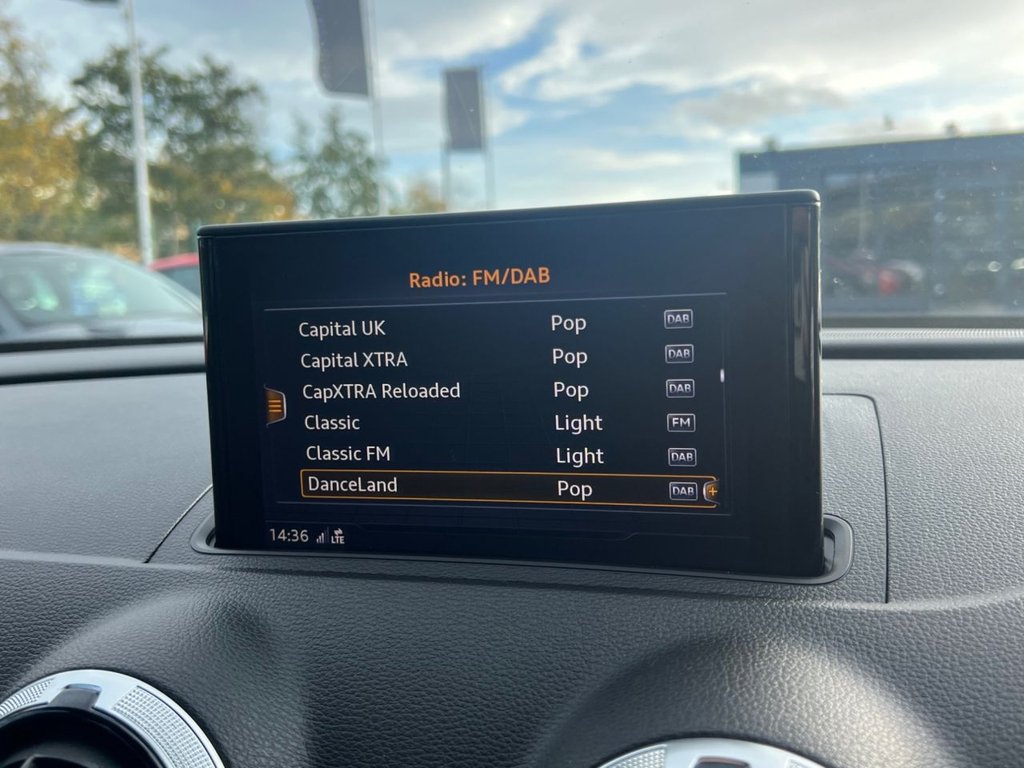 Radio: FM/DAB
Capital UK Pop DAB
Capital XTRA Pop DAB
CapXTRA Reloaded Pop DAB
Classic Light FM
Classic FM Light DAB
DanceLand Pop DAB +
14:36 LTE